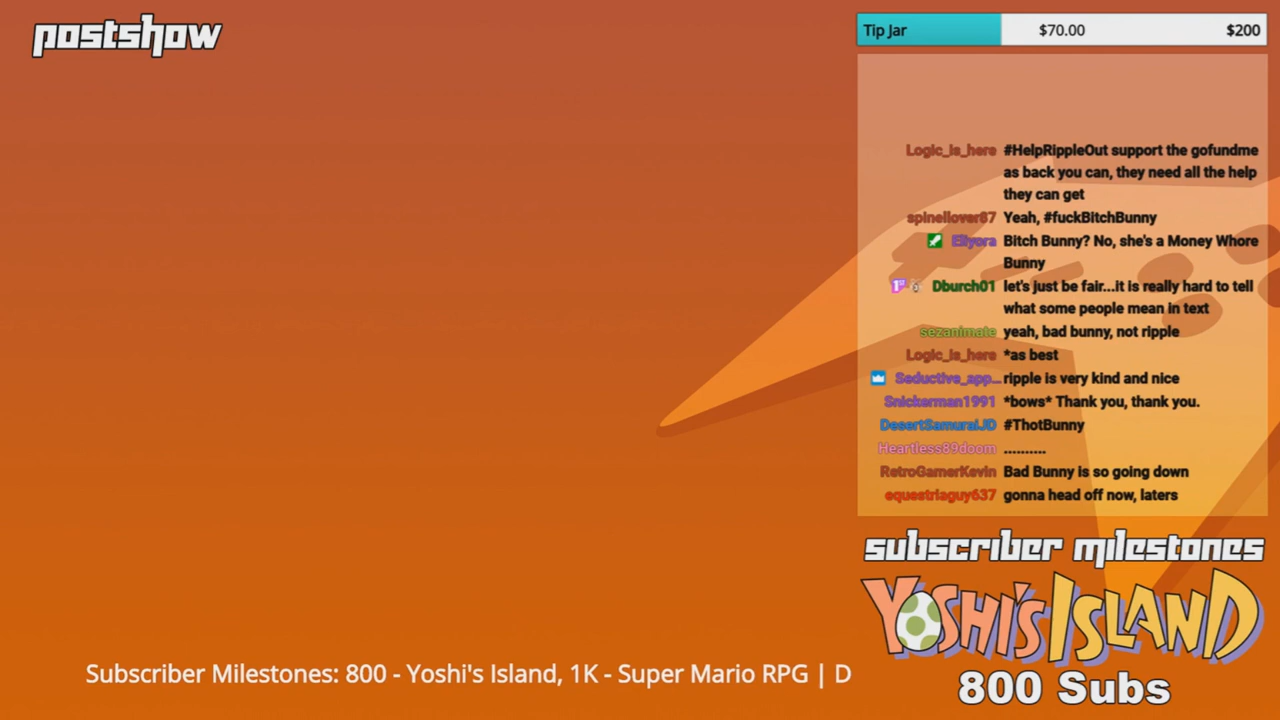 postshow
Tip Jar $70.00 $200
Logic_is_here #HelpRippleOut support the gofundme
as back you can, they need all the help
they can get
spinellover87 Yeah, #fuckBitchBunny
Eliyora Bitch Bunny? No, she's a Money Whore
Bunny
1st Dburch01 let's just be fair...it is really hard to tell
what some people mean in text
sezanimate yeah, bad bunny, not ripple
Logic_is_here *as best
Seductive_app... ripple is very kind and nice
Snickerman1991 *bows* Thank you, thank you.
DesertSamuraiJD #ThotBunny
Heartless89doom ..........
RetroGamerKevin Bad Bunny is so going down
equestriaguy637 gonna head off now, laters
subscriber milestones
YOSHI'S ISLAND
800 Subs
Subscriber Milestones: 800 - Yoshi's Island, 1K - Super Mario RPG | D